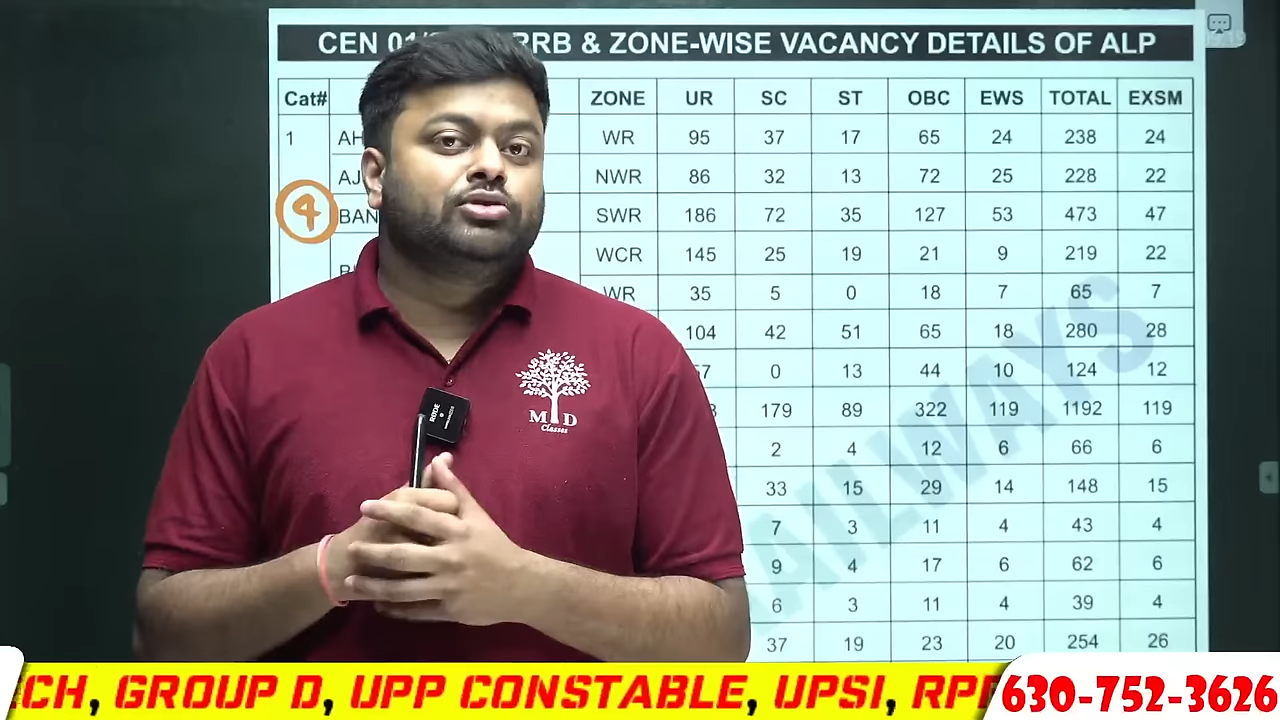 CEN 01/ RRB & ZONE-WISE VACANCY DETAILS OF ALP
Cat# ZONE UR SC ST OBC EWS TOTAL EXSM
1 AH WR 95 37 17 65 24 238 24
AJ NWR 86 32 13 72 25 228 22
4 BAN SWR 186 72 35 127 53 473 47
WCR 145 25 19 21 9 219 22
WR 35 5 0 18 7 65 7
104 42 51 65 18 280 28
7 0 13 44 10 124 12
179 89 322 119 1192 119
2 4 12 6 66 6
33 15 29 14 148 15
7 3 11 4 43 4
9 4 17 6 62 6
6 3 11 4 39 4
37 19 23 20 254 26
RAILWAYS
RØDE
M D
Classes
CH, GROUP D, UPP CONSTABLE, UPSI, RP
630-752-3626